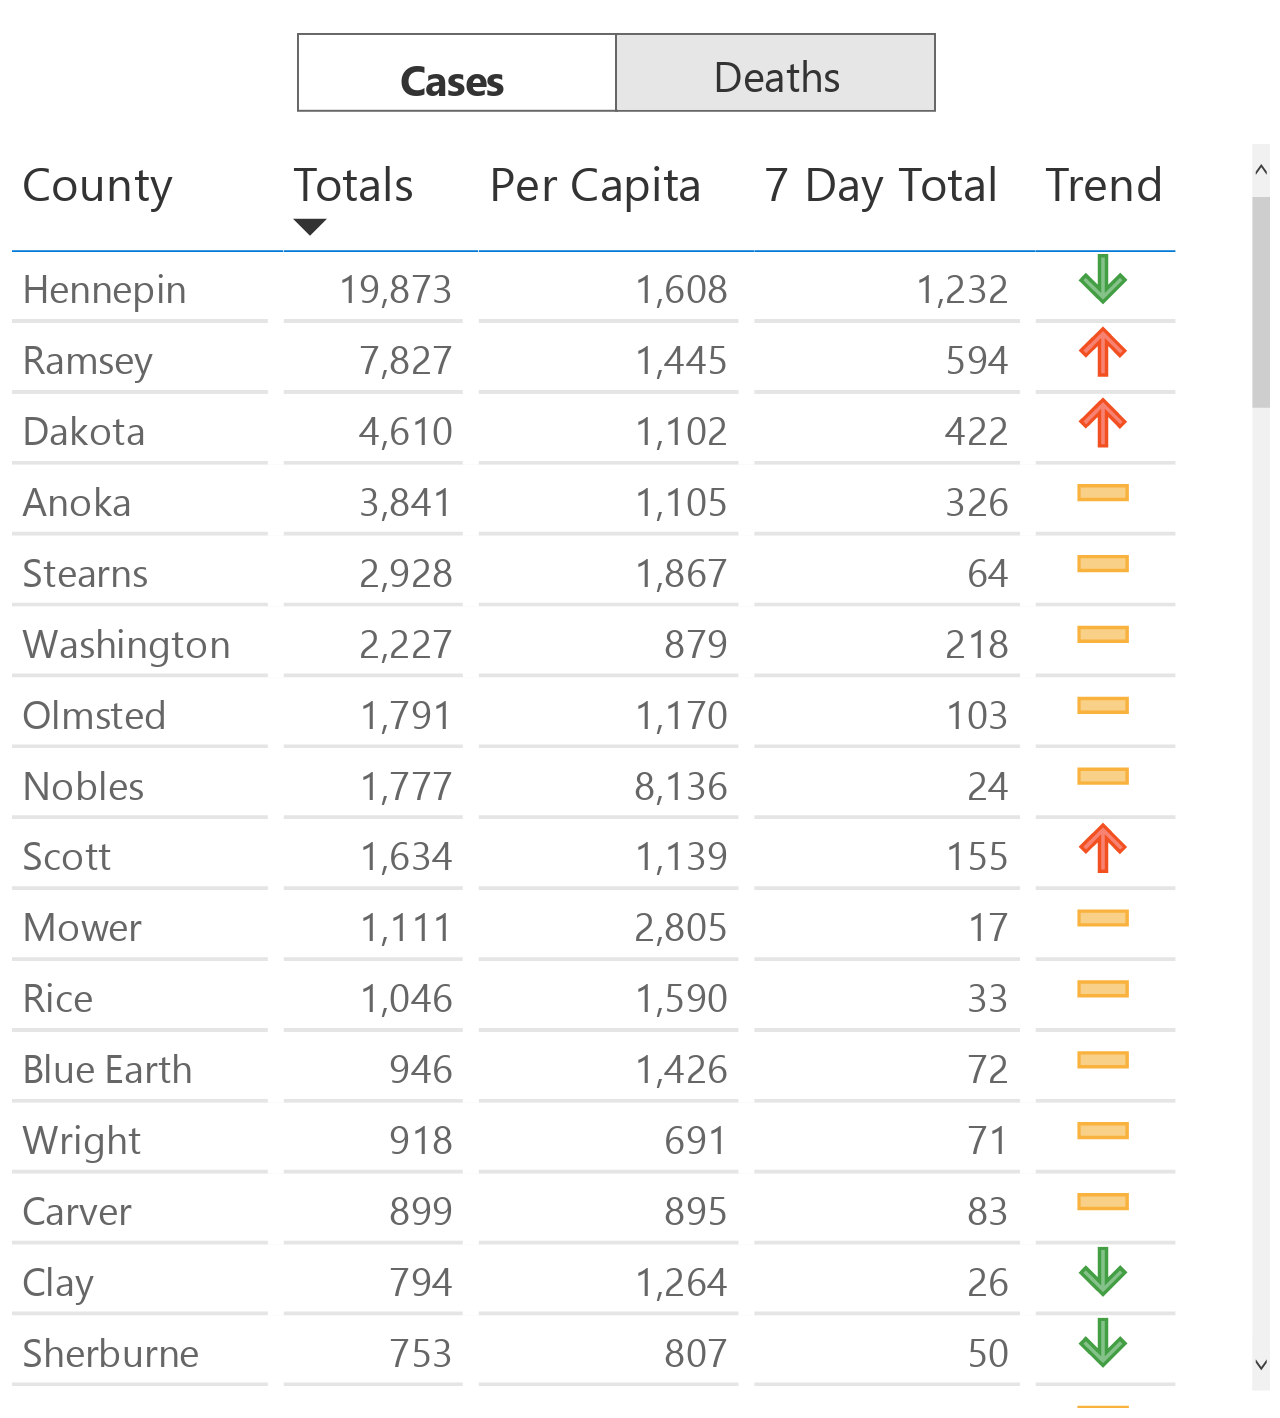 Cases Deaths
County Totals Per Capita 7 Day Total Trend
Hennepin 19,873 1,608 1,232
Ramsey 7,827 1,445 594
Dakota 4,610 1,102 422
Anoka 3,841 1,105 326
Stearns 2,928 1,867 64
Washington 2,227 879 218
Olmsted 1,791 1,170 103
Nobles 1,777 8,136 24
Scott 1,634 1,139 155
Mower 1,111 2,805 17
Rice 1,046 1,590 33
Blue Earth 946 1,426 72
Wright 918 691 71
Carver 899 895 83
Clay 794 1,264 26
Sherburne 753 807 50